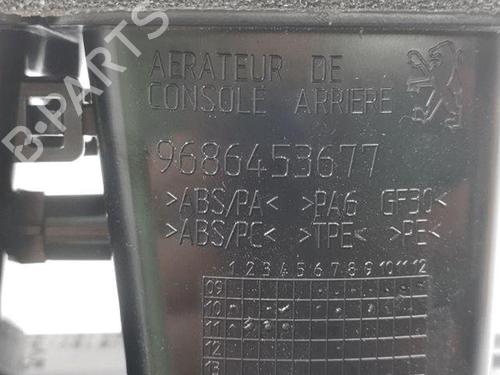 B-PARTS
AERATEUR DE
CONSOLE ARRIERE
9686453677
>ABS/PA< >PA6 GF30<
>ABS/PC< >TPE< >PE<
1 2 3 4 5 6 7 8 9 10 11 12
09
10
11
12
13